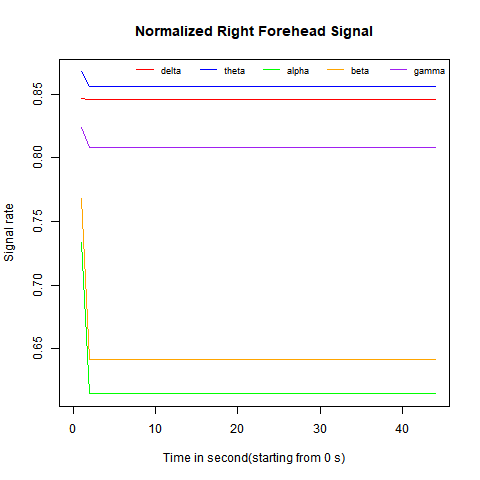 Normalized Right Forehead Signal
delta theta alpha beta gamma
0.85
0.80
0.75
0.70
0.65
Signal rate
0 10 20 30 40
Time in second(starting from 0 s)